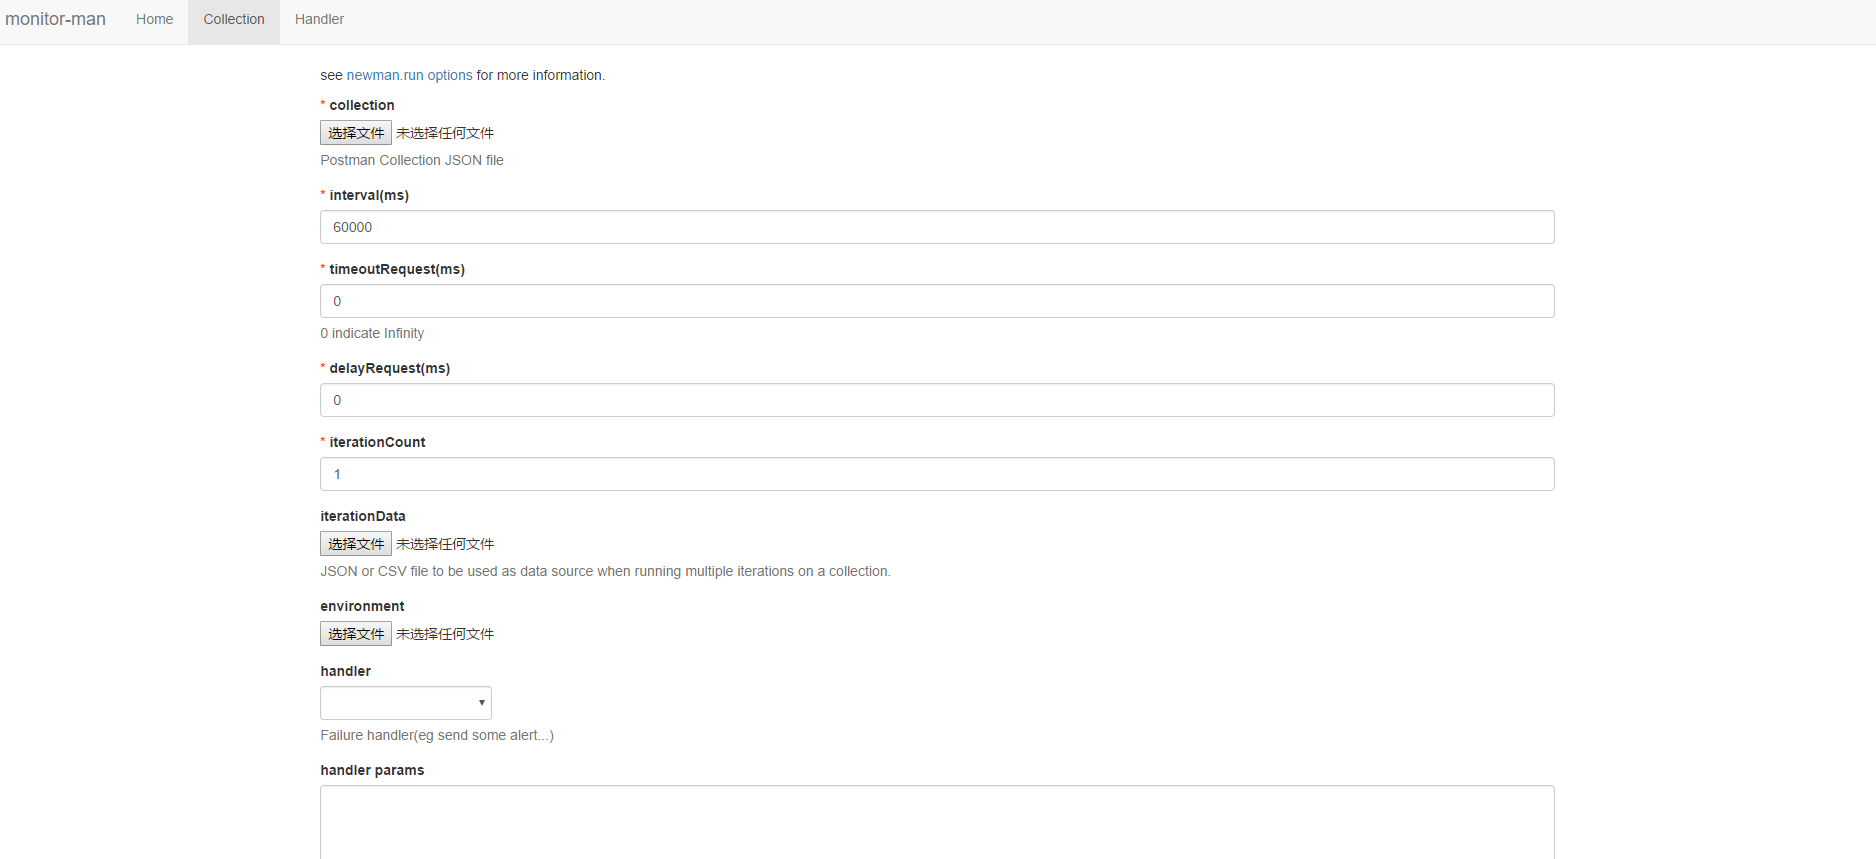 monitor-man Home Collection Handler
see newman.run options for more information.
* collection
选择文件 未选择任何文件
Postman Collection JSON file
* interval(ms)
60000
* timeoutRequest(ms)
0
0 indicate Infinity
* delayRequest(ms)
0
* iterationCount
1
iterationData
选择文件 未选择任何文件
JSON or CSV file to be used as data source when running multiple iterations on a collection.
environment
选择文件 未选择任何文件
handler
Failure handler(eg send some alert...)
handler params